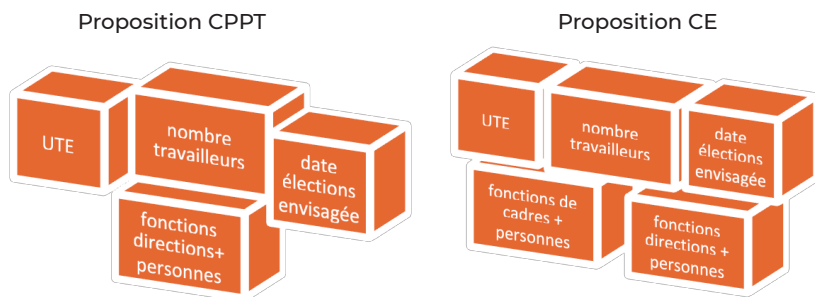 Proposition CPPT
UTE
nombre
travailleurs
date
élections
envisagée
fonctions
directions+
personnes
Proposition CE
UTE
nombre
travailleurs
date
élections
envisagée
fonctions de
cadres +
personnes
fonctions
directions +
personnes